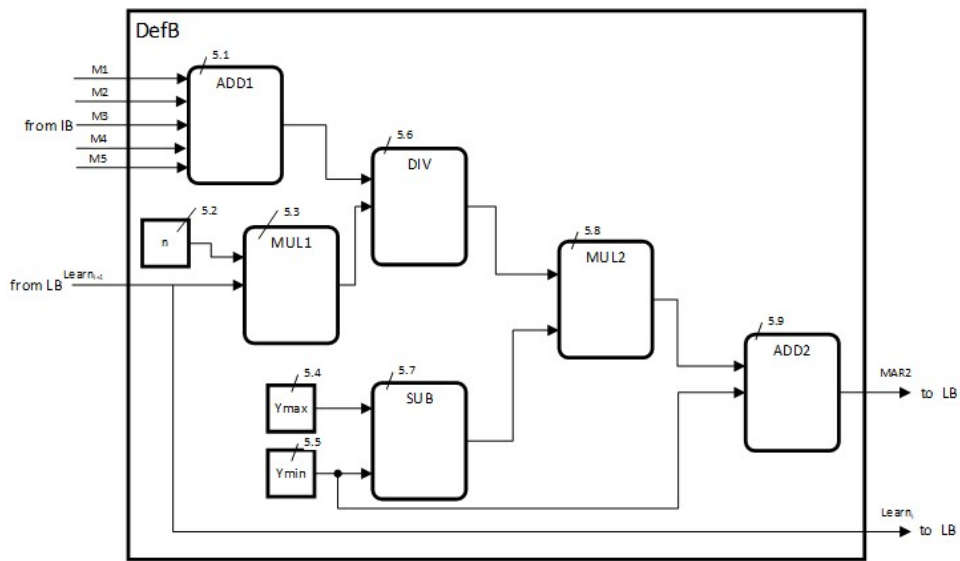 DefB
5.1
ADD1
M1
M2
from IB
M3
M4
M5
5.6
DIV
5.2
n
5.3
MUL1
5.8
MUL2
from LB
Learnᵢ₊₁
5.9
ADD2
5.4
Ymax
5.7
SUB
MAR2
to LB
5.5
Ymin
Learnᵢ
to LB